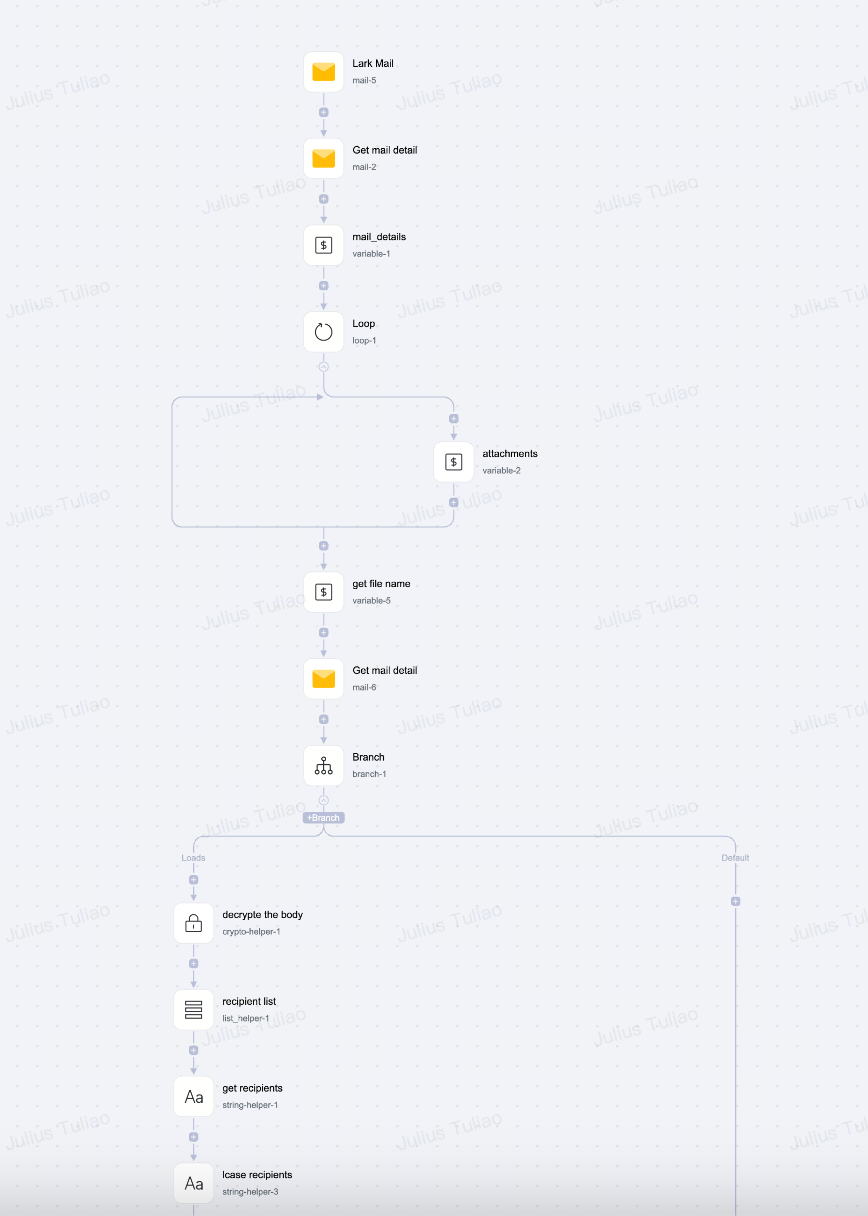 Lark Mail
mail-5
Get mail detail
mail-2
mail_details
variable-1
Loop
loop-1
attachments
variable-2
get file name
variable-5
Get mail detail
mail-6
Branch
branch-1
+Branch
Loads
Default
decrypte the body
crypto-helper-1
recipient list
list_helper-1
get recipients
string-helper-1
lcase recipients
string-helper-3
Aa
Aa
Julius Tuliao